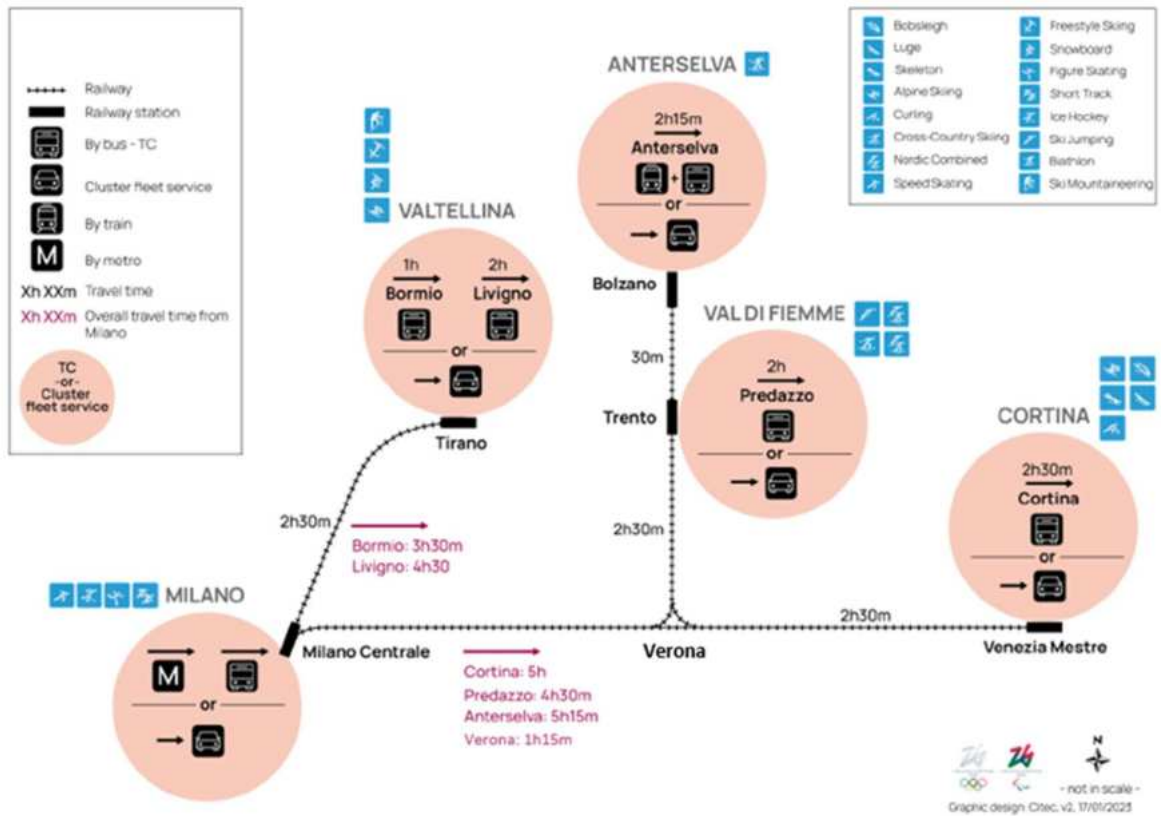 Railway
Railway station
By bus - TC
Cluster fleet service
By train
M
By metro
Xh XXm Travel time
Xh XXm Overall travel time from
Milano
TC
-or-
Cluster
fleet service
Bobsleigh
Luge
Skeleton
Alpine Skiing
Curling
Cross-Country Skiing
Nordic Combined
Speed Skating
Freestyle Skiing
Snowboard
Figure Skating
Short Track
Ice Hockey
Ski Jumping
Biathlon
Ski Mountaineering
ANTERSELVA
2h15m
Anterselva
+
or
Bolzano
VALTELLINA
1h
Bormio
2h
Livigno
or
Tirano
30m
VAL DI FIEMME
2h
Predazzo
or
Trento
CORTINA
2h30m
Cortina
or
Venezia Mestre
2h30m
2h30m
Bormio: 3h30m
Livigno: 4h30
2h30m
MILANO
M
or
Milano Centrale
Verona
Cortina: 5h
Predazzo: 4h30m
Anterselva: 5h15m
Verona: 1h15m
N
- not in scale -
Graphic design: Citec, v2, 17/01/2023